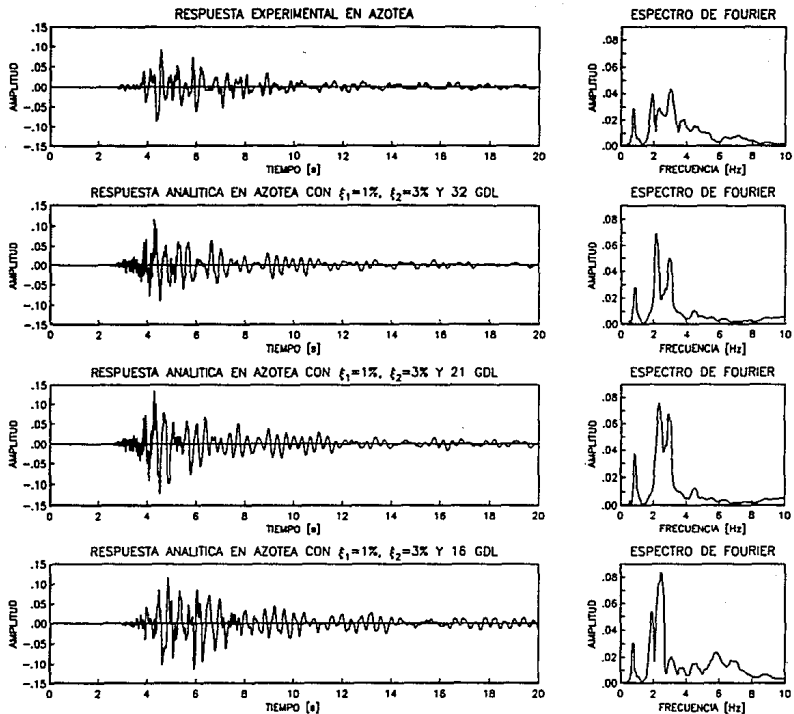 RESPUESTA EXPERIMENTAL EN AZOTEA
AMPLITUD
.15
.10
.05
.00
-.05
-.10
-.15
0 2 4 6 8 10 12 14 16 18 20
TIEMPO [s]
ESPECTRO DE FOURIER
AMPLITUD
.08
.06
.04
.02
.00
0 2 4 6 8 10
FRECUENCIA [Hz]
RESPUESTA ANALITICA EN AZOTEA CON ξ₁=1%, ξ₂=3% Y 32 GDL
AMPLITUD
.15
.10
.05
.00
-.05
-.10
-.15
0 2 4 6 8 10 12 14 16 18 20
TIEMPO [s]
ESPECTRO DE FOURIER
AMPLITUD
.08
.06
.04
.02
.00
0 2 4 6 8 10
FRECUENCIA [Hz]
RESPUESTA ANALITICA EN AZOTEA CON ξ₁=1%, ξ₂=3% Y 21 GDL
AMPLITUD
.15
.10
.05
.00
-.05
-.10
-.15
0 2 4 6 8 10 12 14 16 18 20
TIEMPO [s]
ESPECTRO DE FOURIER
AMPLITUD
.08
.06
.04
.02
.00
0 2 4 6 8 10
FRECUENCIA [Hz]
RESPUESTA ANALITICA EN AZOTEA CON ξ₁=1%, ξ₂=3% Y 16 GDL
AMPLITUD
.15
.10
.05
.00
-.05
-.10
-.15
0 2 4 6 8 10 12 14 16 18 20
TIEMPO [s]
ESPECTRO DE FOURIER
AMPLITUD
.08
.06
.04
.02
.00
0 2 4 6 8 10
FRECUENCIA [Hz]